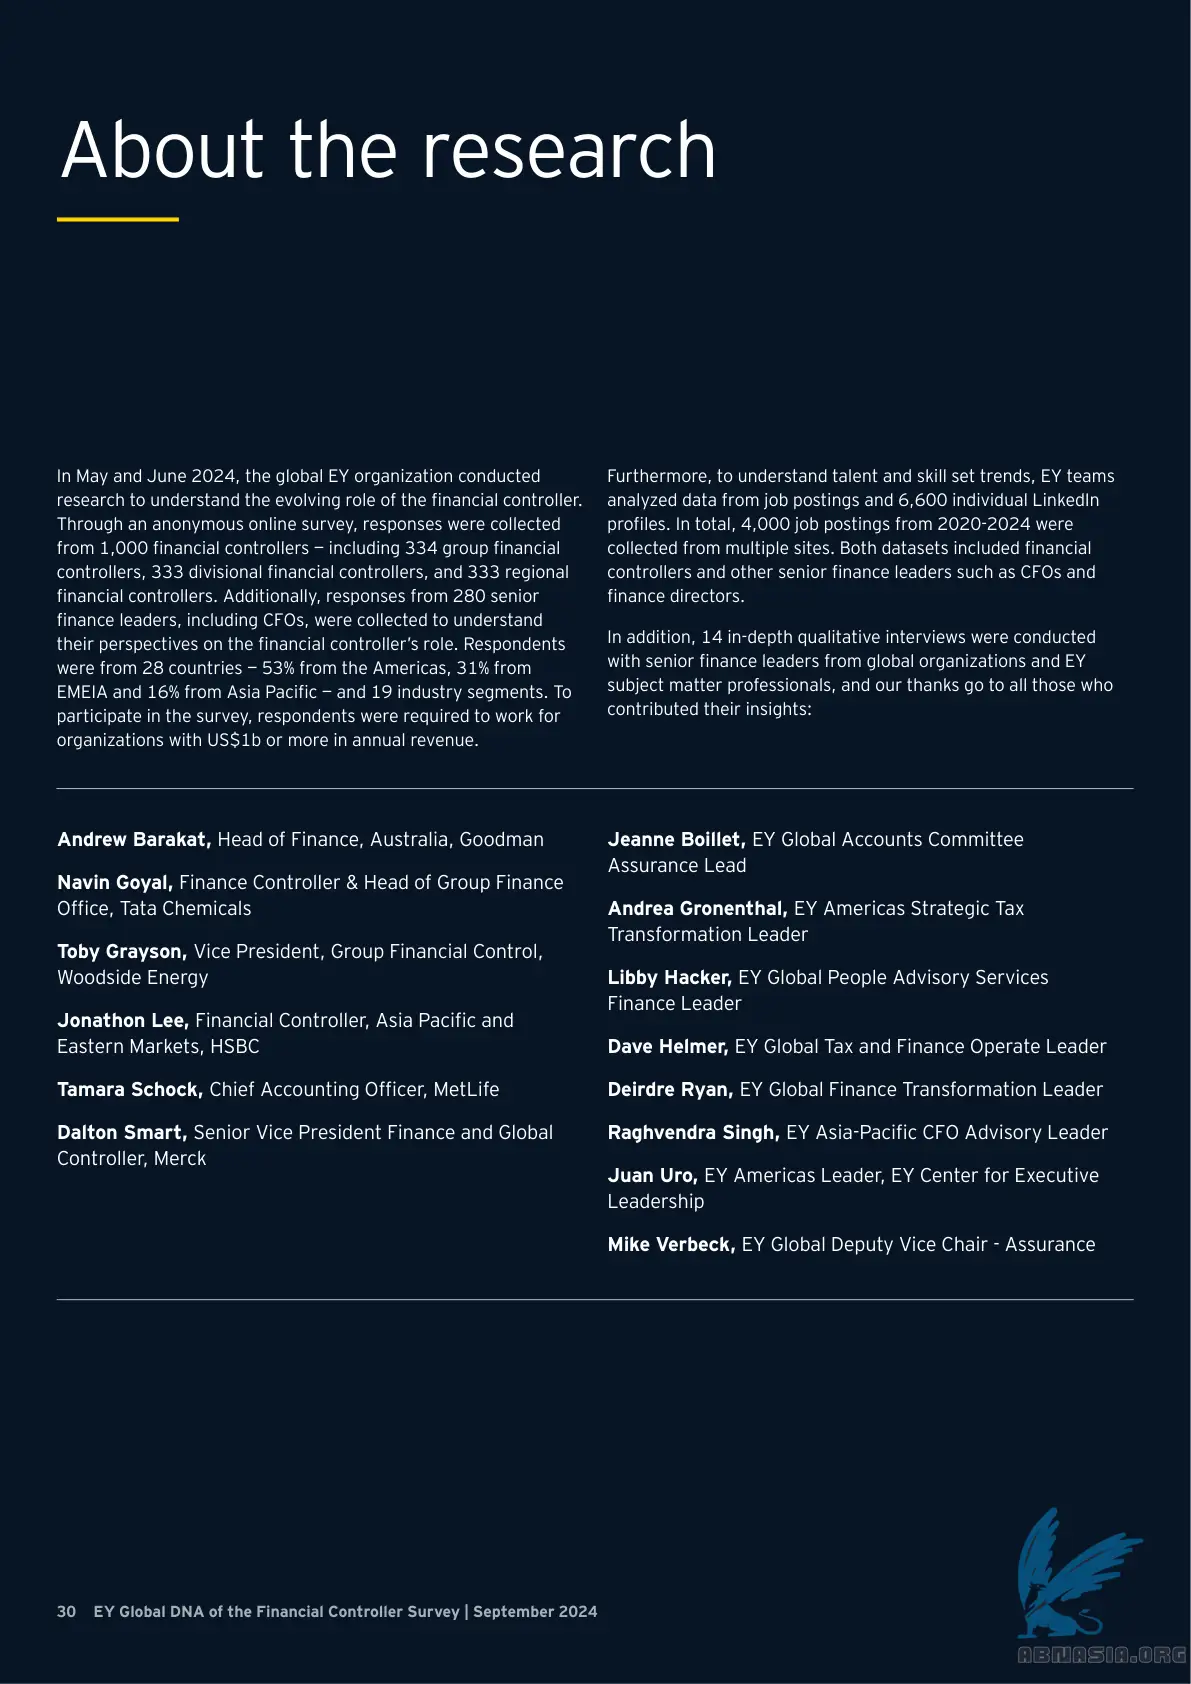 About the research
In May and June 2024, the global EY organization conducted
research to understand the evolving role of the financial controller.
Through an anonymous online survey, responses were collected
from 1,000 financial controllers — including 334 group financial
controllers, 333 divisional financial controllers, and 333 regional
financial controllers. Additionally, responses from 280 senior
finance leaders, including CFOs, were collected to understand
their perspectives on the financial controller’s role. Respondents
were from 28 countries — 53% from the Americas, 31% from
EMEIA and 16% from Asia Pacific — and 19 industry segments. To
participate in the survey, respondents were required to work for
organizations with US$1b or more in annual revenue.
Furthermore, to understand talent and skill set trends, EY teams
analyzed data from job postings and 6,600 individual LinkedIn
profiles. In total, 4,000 job postings from 2020-2024 were
collected from multiple sites. Both datasets included financial
controllers and other senior finance leaders such as CFOs and
finance directors.
In addition, 14 in-depth qualitative interviews were conducted
with senior finance leaders from global organizations and EY
subject matter professionals, and our thanks go to all those who
contributed their insights:
Andrew Barakat, Head of Finance, Australia, Goodman
Navin Goyal, Finance Controller & Head of Group Finance
Office, Tata Chemicals
Toby Grayson, Vice President, Group Financial Control,
Woodside Energy
Jonathon Lee, Financial Controller, Asia Pacific and
Eastern Markets, HSBC
Tamara Schock, Chief Accounting Officer, MetLife
Dalton Smart, Senior Vice President Finance and Global
Controller, Merck
Jeanne Boillet, EY Global Accounts Committee
Assurance Lead
Andrea Gronenthal, EY Americas Strategic Tax
Transformation Leader
Libby Hacker, EY Global People Advisory Services
Finance Leader
Dave Helmer, EY Global Tax and Finance Operate Leader
Deirdre Ryan, EY Global Finance Transformation Leader
Raghvendra Singh, EY Asia-Pacific CFO Advisory Leader
Juan Uro, EY Americas Leader, EY Center for Executive
Leadership
Mike Verbeck, EY Global Deputy Vice Chair - Assurance
30 EY Global DNA of the Financial Controller Survey | September 2024
ABNASIA.ORG